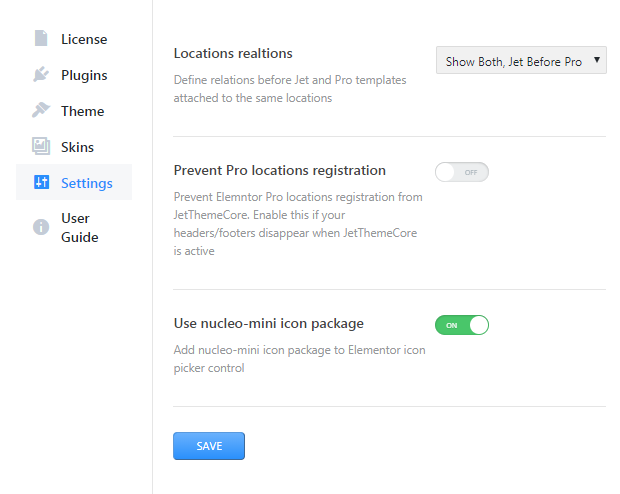 License
Plugins
Theme
Skins
Settings
User
Guide
Locations realtions
Define relations before Jet and Pro templates
attached to the same locations
Show Both, Jet Before Pro
Prevent Pro locations registration
Prevent Elemntor Pro locations registration from
JetThemeCore. Enable this if your
headers/footers disappear when JetThemeCore
is active
OFF
Use nucleo-mini icon package
Add nucleo-mini icon package to Elementor icon
picker control
ON
SAVE